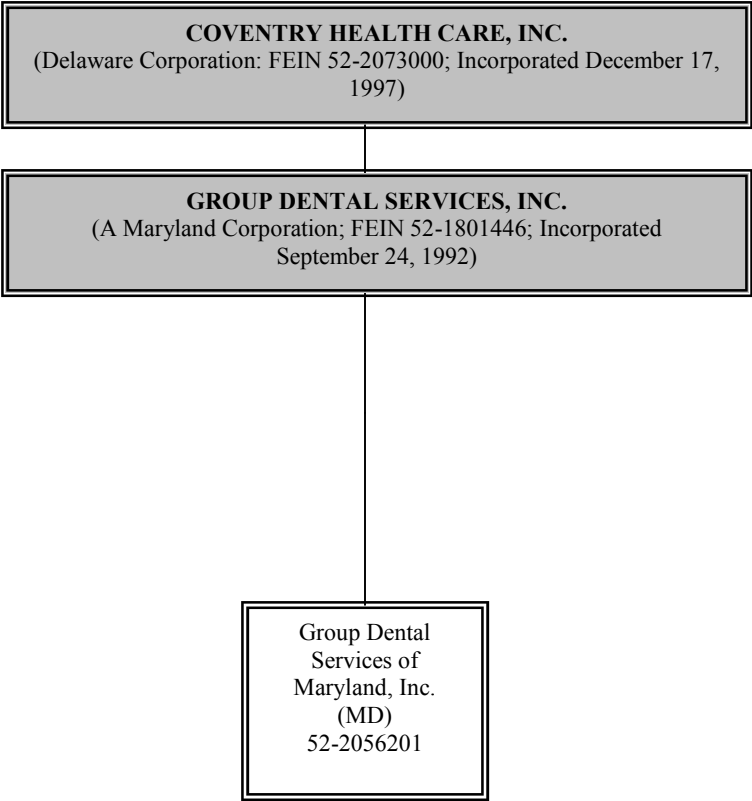 COVENTRY HEALTH CARE, INC.
(Delaware Corporation: FEIN 52-2073000; Incorporated December 17,
1997)
GROUP DENTAL SERVICES, INC.
(A Maryland Corporation; FEIN 52-1801446; Incorporated
September 24, 1992)
Group Dental
Services of
Maryland, Inc.
(MD)
52-2056201